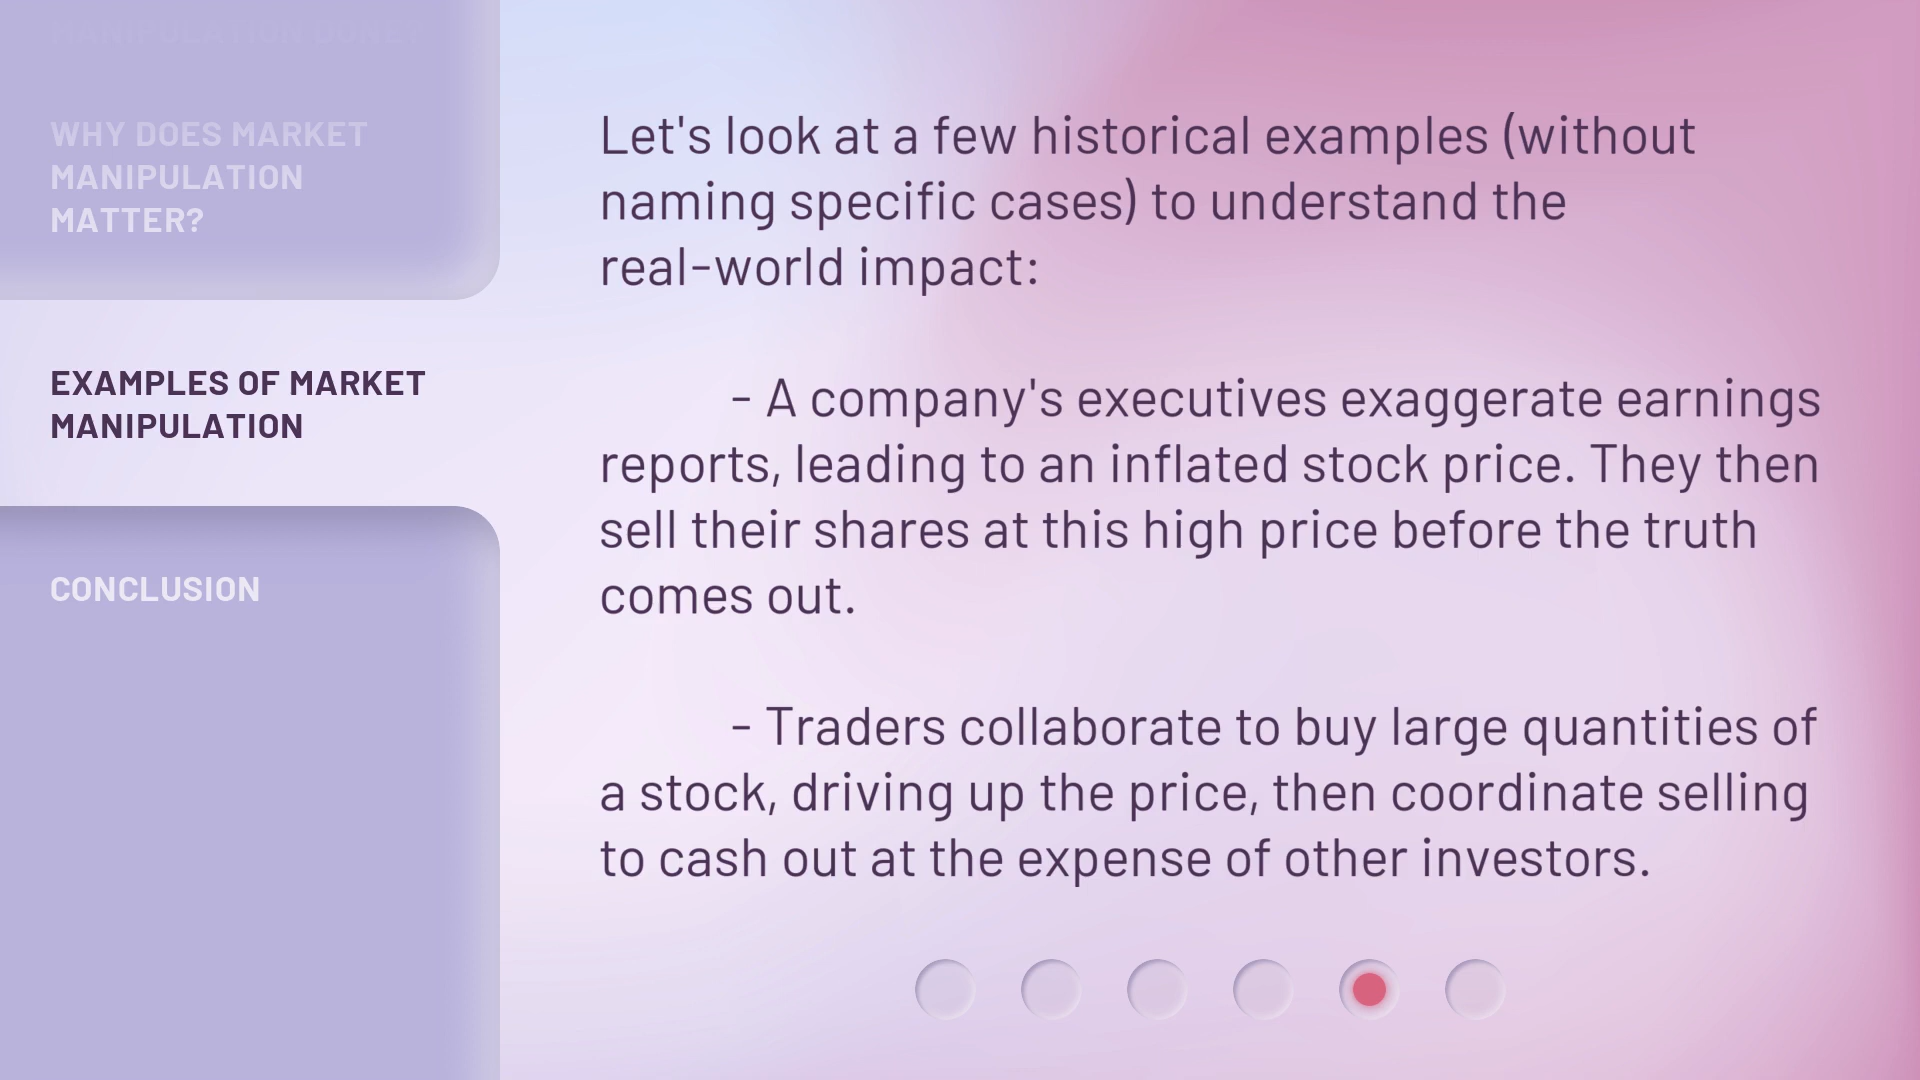 MANIPULATION DONE?
WHY DOES MARKET
MANIPULATION
MATTER?
EXAMPLES OF MARKET
MANIPULATION
CONCLUSION
Let's look at a few historical examples (without
naming specific cases) to understand the
real-world impact:
- A company's executives exaggerate earnings
reports, leading to an inflated stock price. They then
sell their shares at this high price before the truth
comes out.
- Traders collaborate to buy large quantities of
a stock, driving up the price, then coordinate selling
to cash out at the expense of other investors.